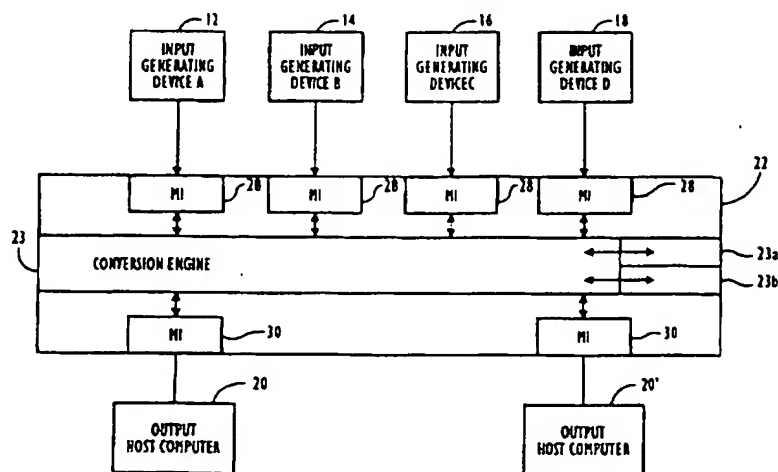 12
14
16
18
INPUT GENERATING DEVICE A
INPUT GENERATING DEVICE B
INPUT GENERATING DEVICEC
INPUT GENERATING DEVICE D
22
MI
28
MI
28
MI
28
MI
28
23
CONVERSION ENGINE
23a
23b
MI
30
MI
30
20
20'
OUTPUT HOST COMPUTER
OUTPUT HOST COMPUTER